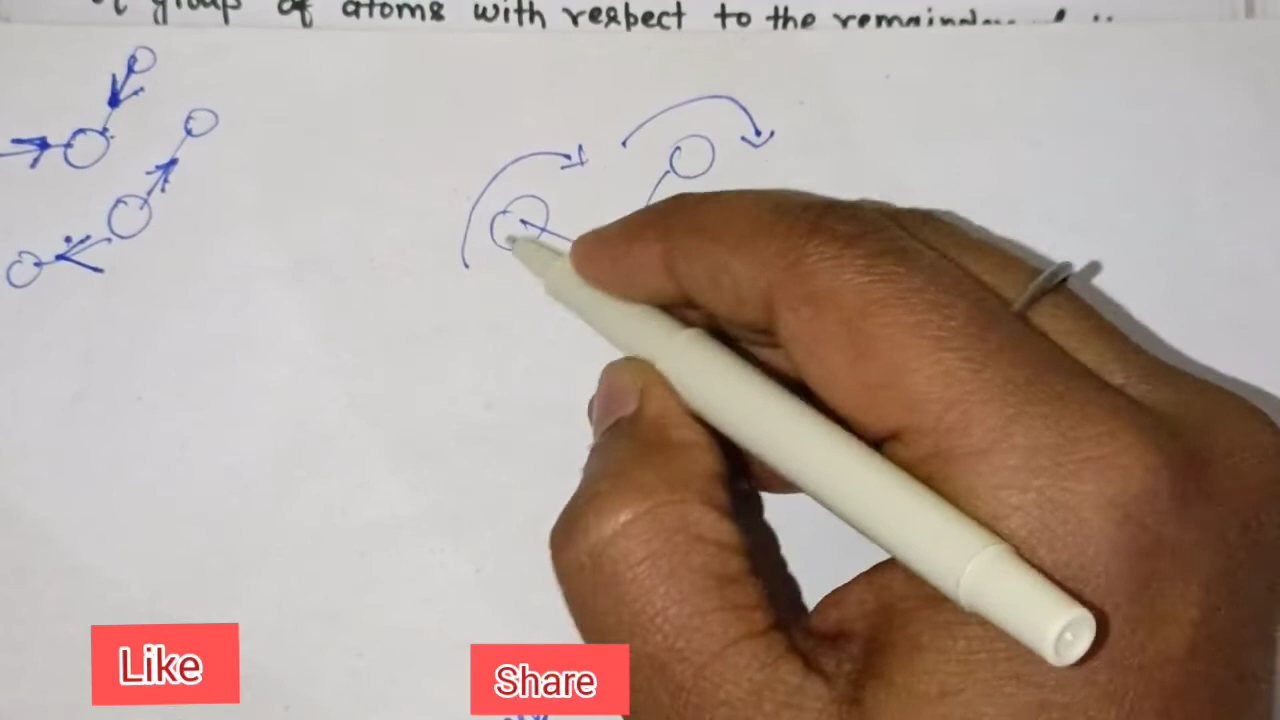 group of atoms with respect to the
Like
Share